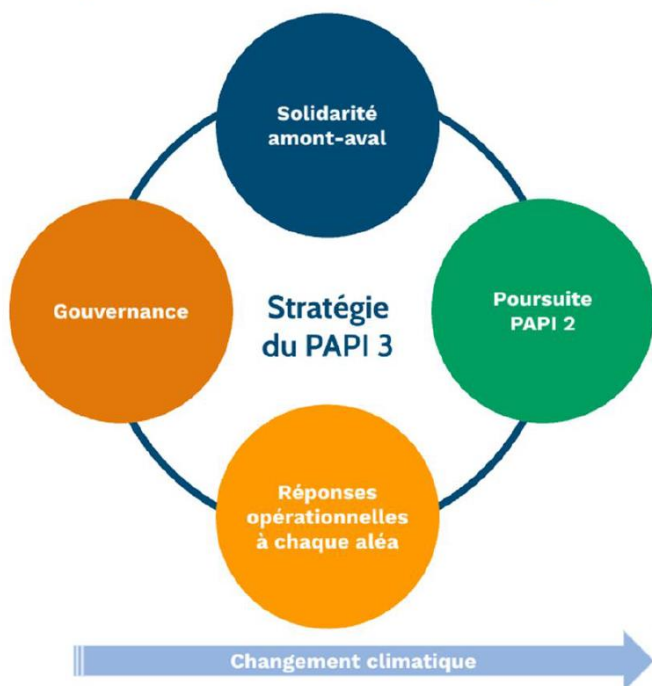 Solidarité
amont-aval
Gouvernance
Stratégie
du PAPI 3
Poursuite
PAPI 2
Réponses
opérationnelles
à chaque aléa
Changement climatique